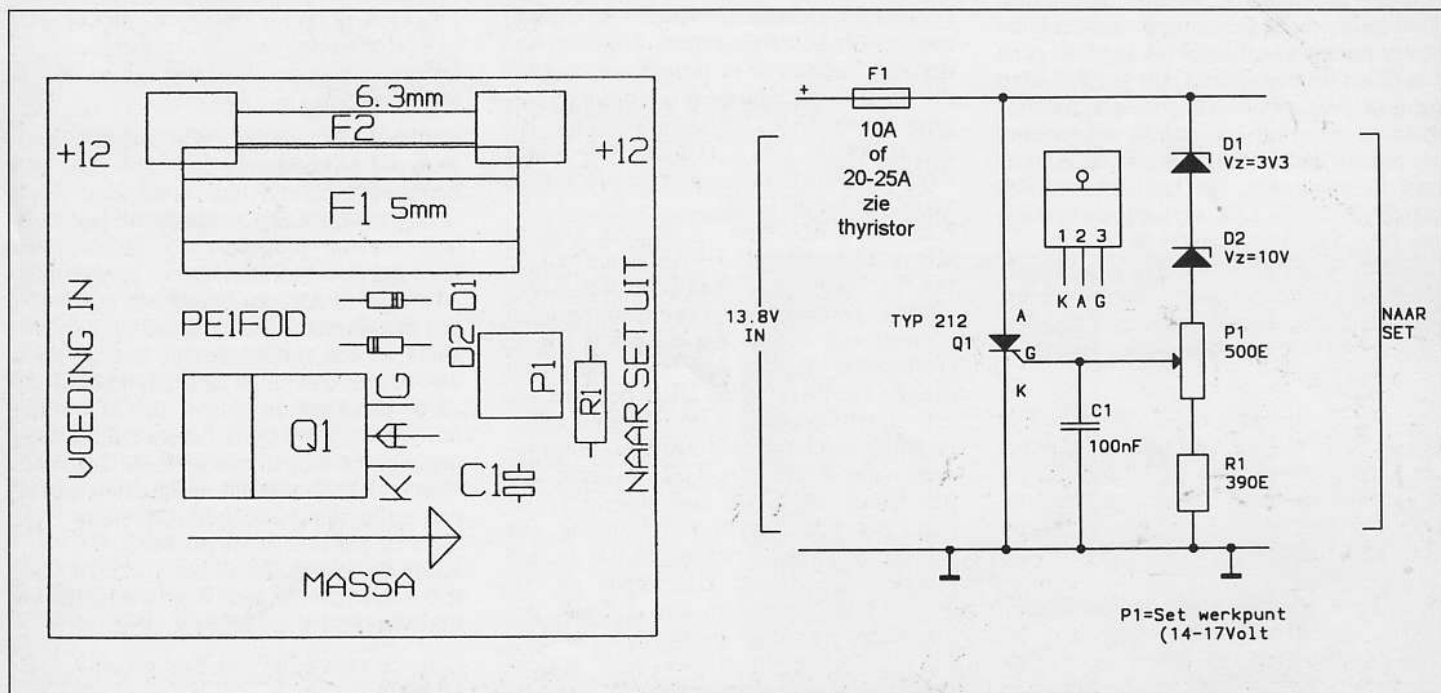 6.3mm
F2
+12
+12
F1 5mm
VOEDING IN
PE1FOD
D1
D2
P1
R1
NAAR SET UIT
Q1
G
A
K
C1
MASSA
F1
+
10A
of
20-25A
zie
thyristor
13.8V
IN
1 2 3
K A G
TYP 212
Q1
A
G
K
C1
100nF
D1
Vz=3V3
D2
Vz=10V
P1
500E
R1
390E
NAAR
SET
P1=Set werkpunt
(14-17Volt